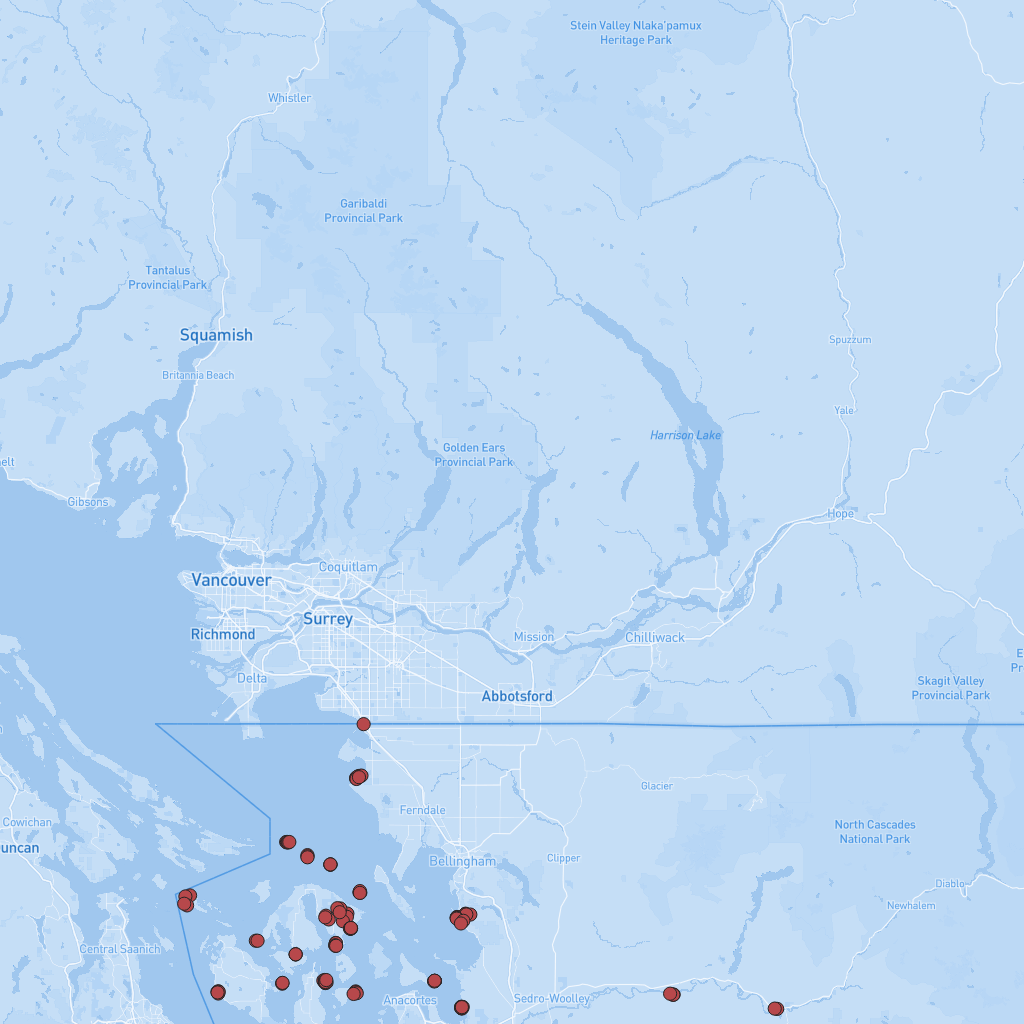 Stein Valley Nlaka'pamux
Heritage Park
Whistler
Garibaldi
Provincial Park
Tantalus
Provincial Park
Squamish
Spuzzum
Britannia Beach
Yale
Harrison Lake
Golden Ears
Provincial Park
elt
Gibsons
Hope
Coquitlam
Vancouver
Surrey
Richmond
Mission
Chilliwack
E
Pr
Delta
Skagit Valley
Provincial Park
Abbotsford
Glacier
Ferndale
Cowichan
North Cascades
National Park
uncan
Bellingham
Clipper
Diablo
Newhalem
Central Saanich
Anacortes
Sedro-Woolley